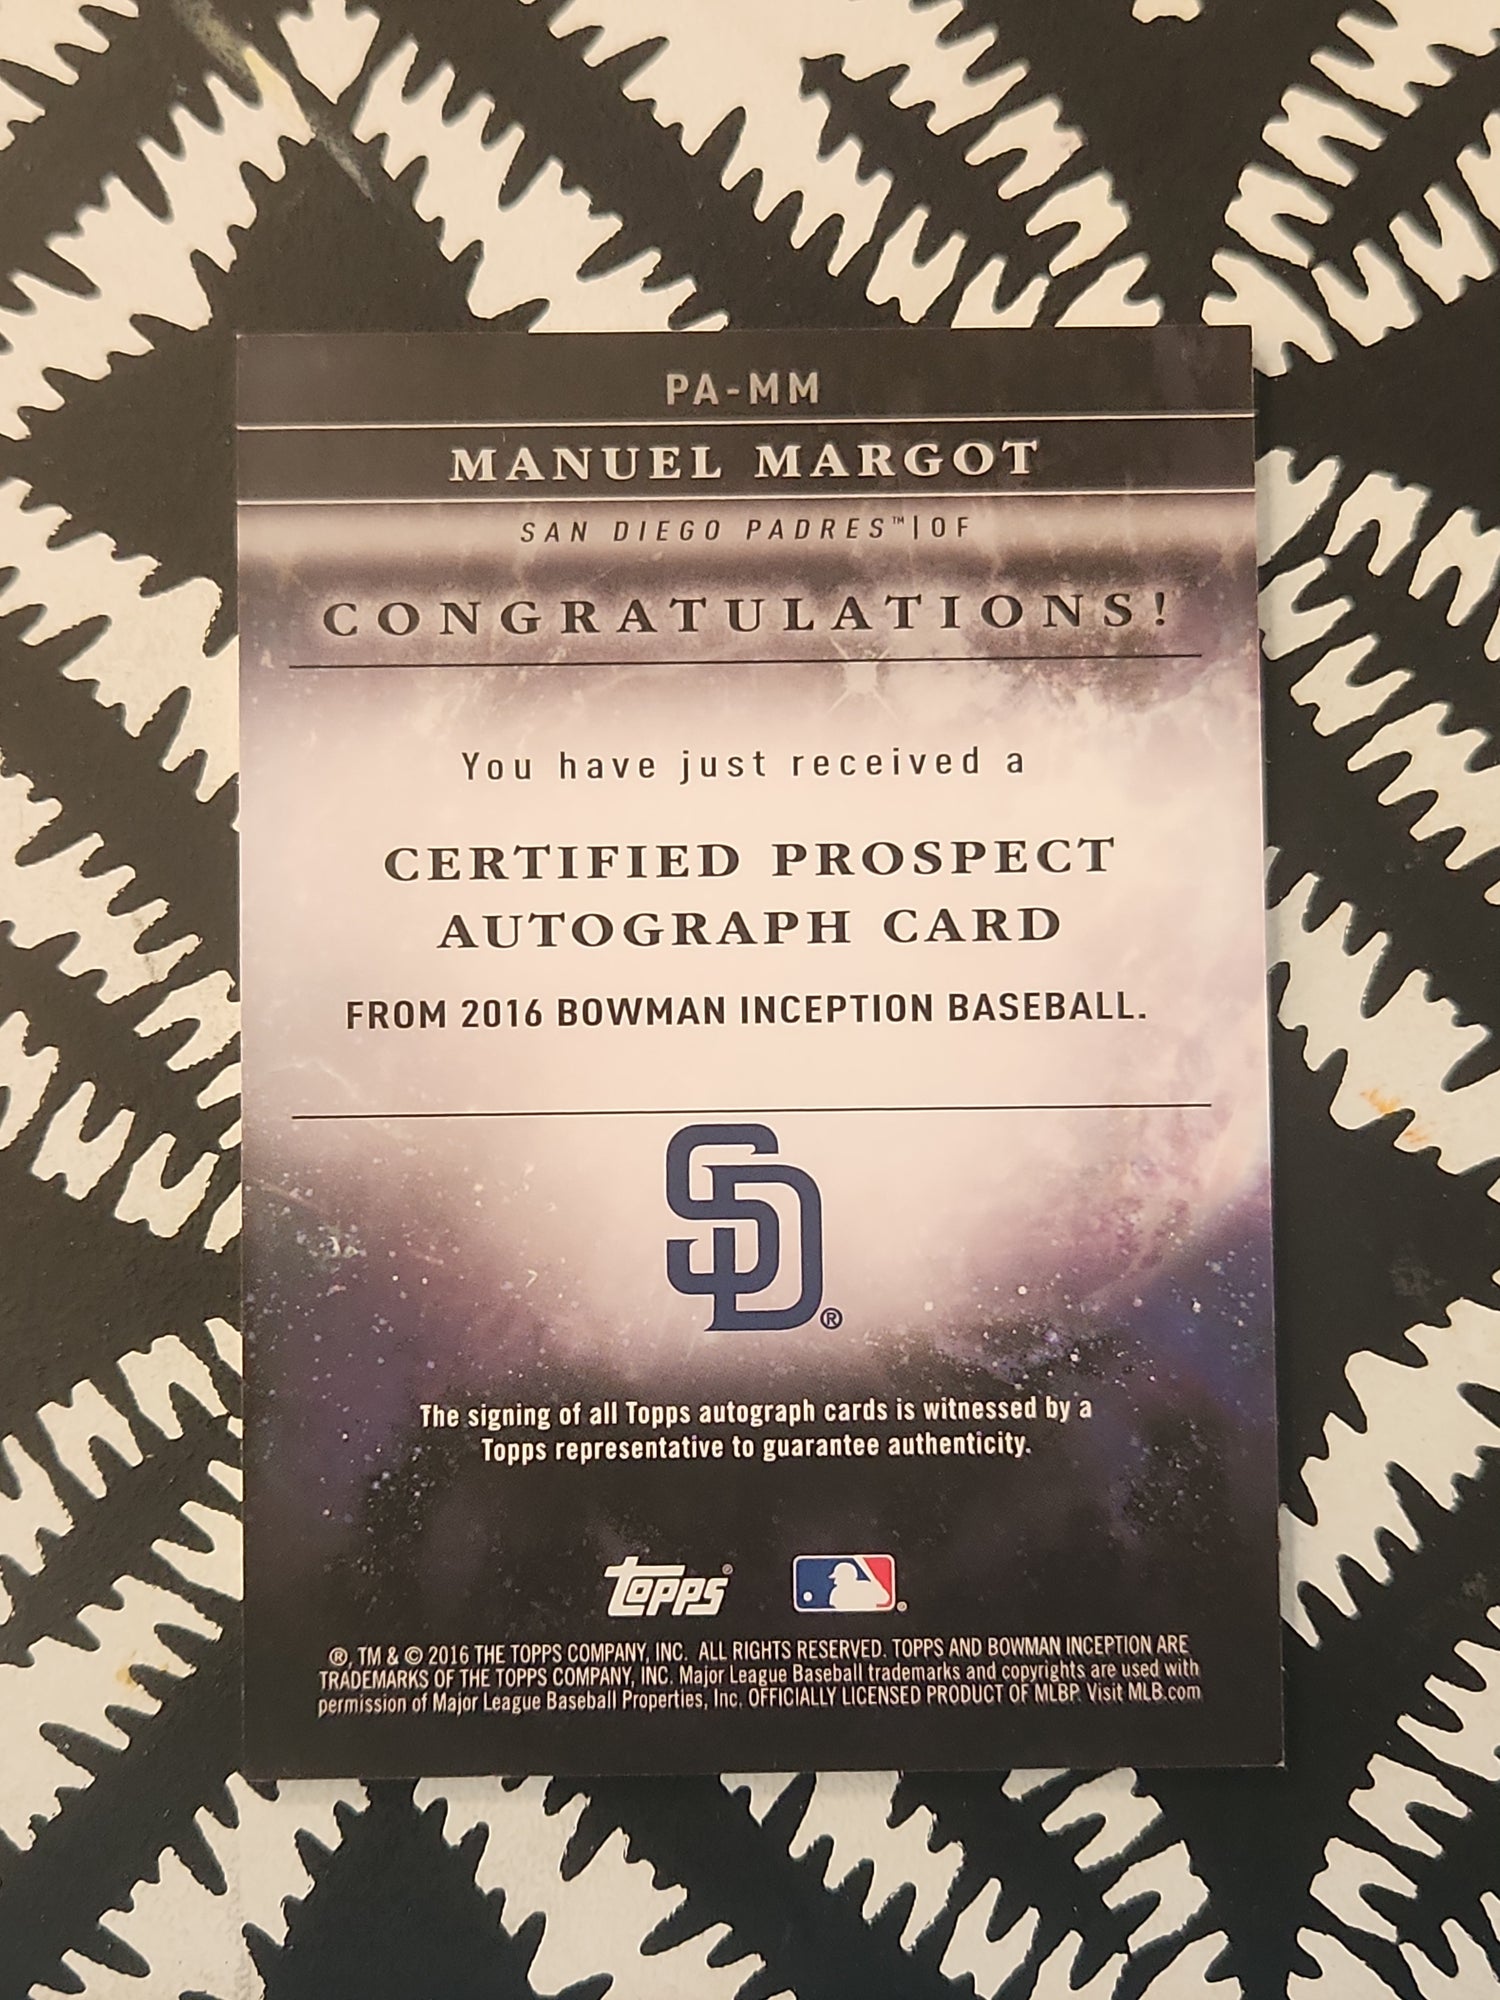 PA-MM
MANUEL MARGOT
SAN DIEGO PADRES™|OF
CONGRATULATIONS!
You have just received a
CERTIFIED PROSPECT
AUTOGRAPH CARD
FROM 2016 BOWMAN INCEPTION BASEBALL.
SD®
The signing of all Topps autograph cards is witnessed by a
Topps representative to guarantee authenticity.
topps®
®, TM & © 2016 THE TOPPS COMPANY, INC. ALL RIGHTS RESERVED. TOPPS AND BOWMAN INCEPTION ARE
TRADEMARKS OF THE TOPPS COMPANY, INC. Major League Baseball trademarks and copyrights are used with
permission of Major League Baseball Properties, Inc. OFFICIALLY LICENSED PRODUCT OF MLBP. Visit MLB.com